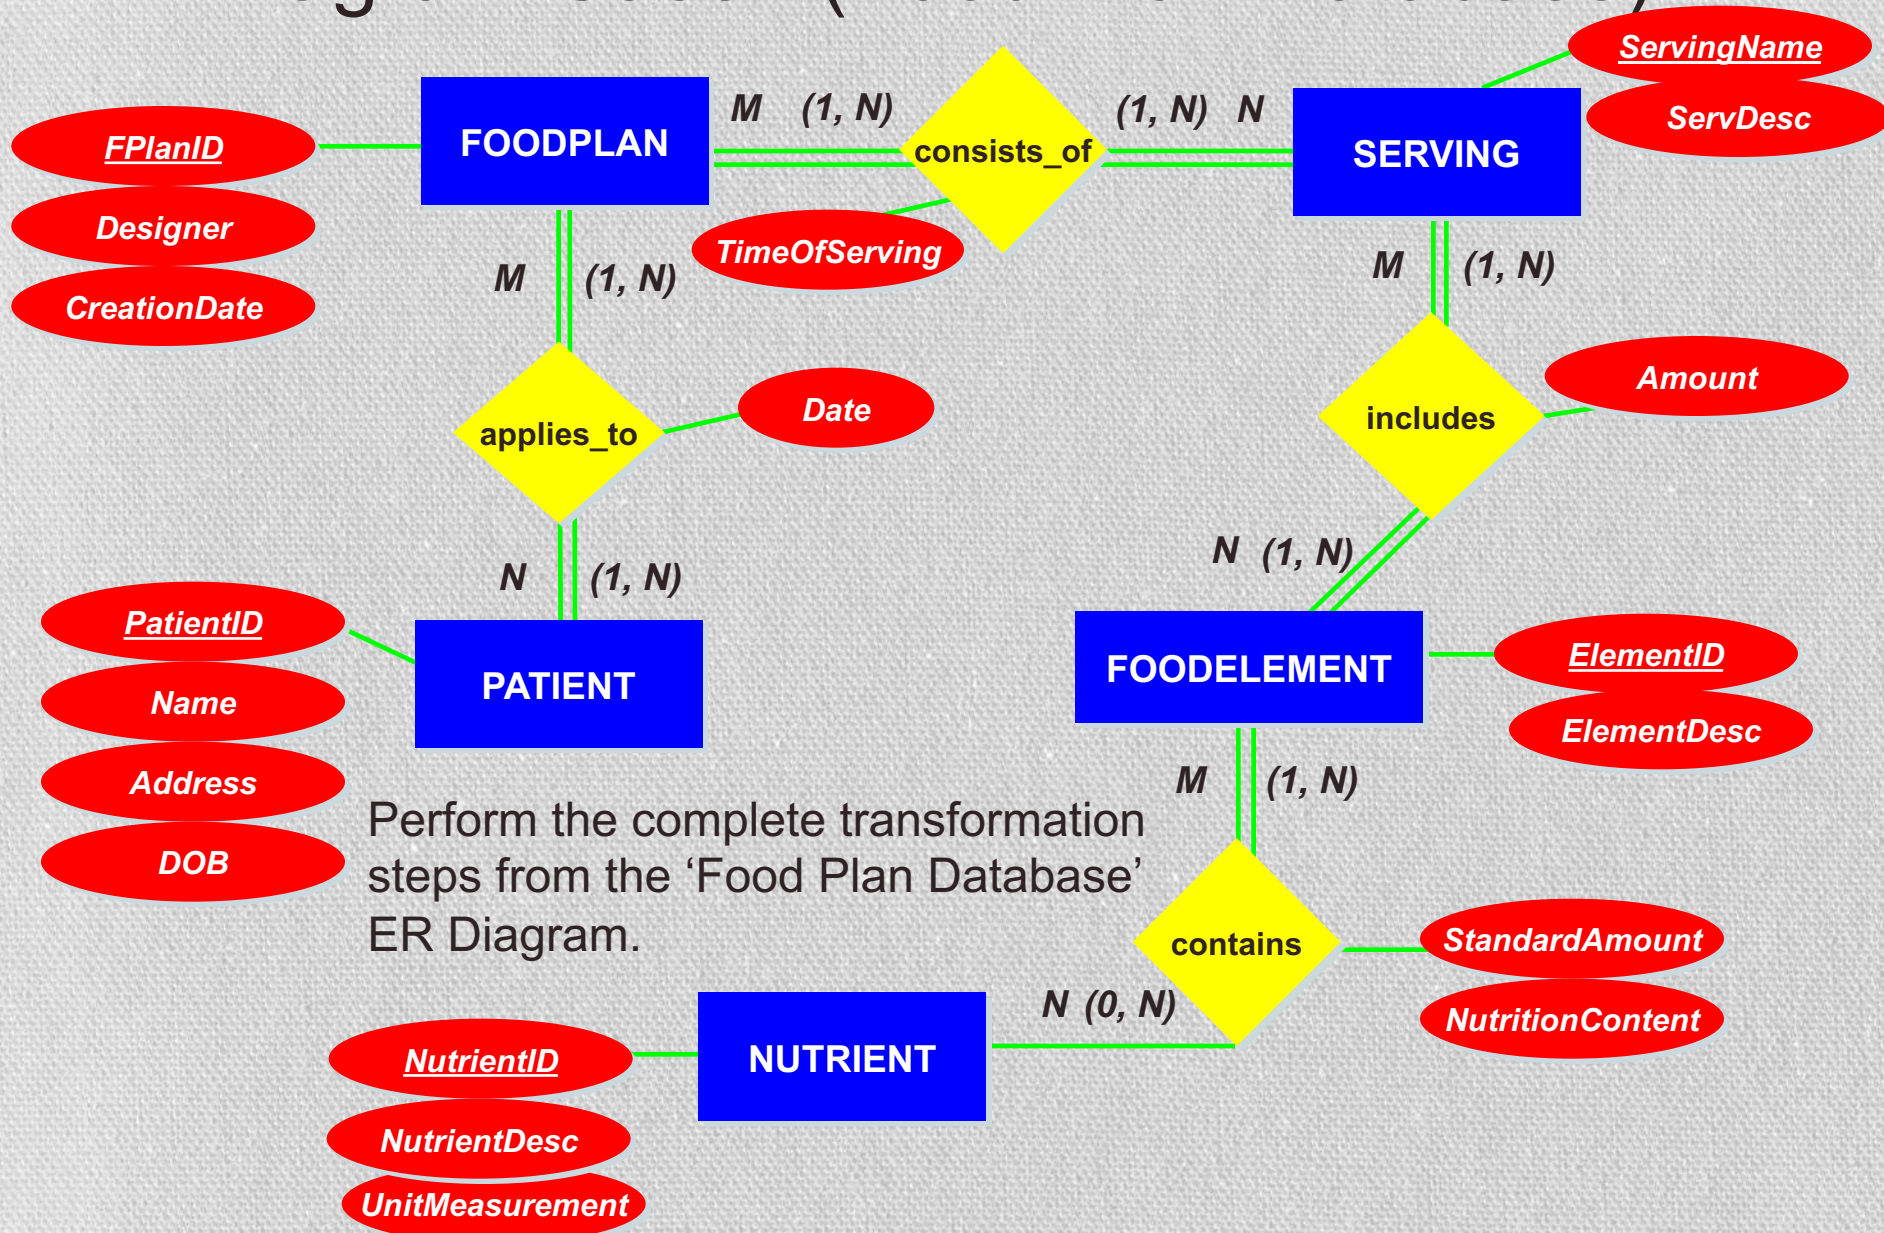 FPlanID
Designer
CreationDate
FOODPLAN
M (1, N)
consists_of
(1, N) N
SERVING
ServingName
ServDesc
TimeOfServing
M (1, N)
M (1, N)
applies_to
Date
includes
Amount
N (1, N)
N (1, N)
PatientID
Name
Address
DOB
PATIENT
FOODELEMENT
ElementID
ElementDesc
M (1, N)
Perform the complete transformation
steps from the ‘Food Plan Database’
ER Diagram.
contains
StandardAmount
NutritionContent
N (0, N)
NUTRIENT
NutrientID
NutrientDesc
UnitMeasurement